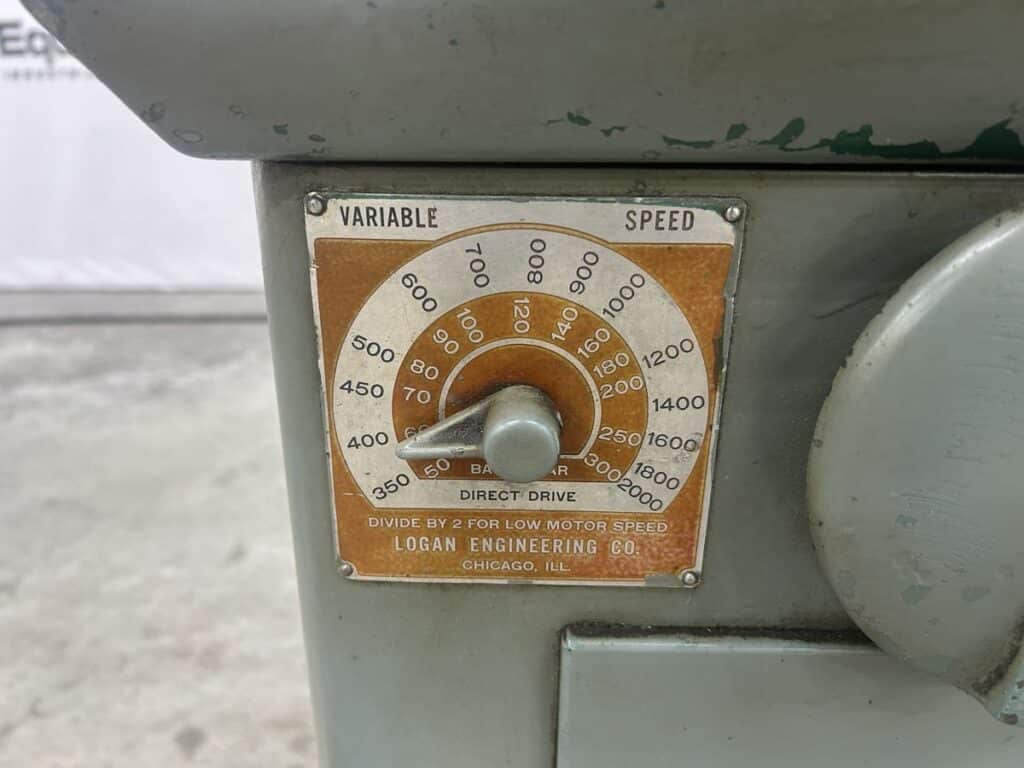 VARIABLE SPEED
350 400 450 500 600 700 800 900 1000 1200 1400 1600 1800 2000
50 70 80 90 100 120 140 160 180 200 250 300
DIRECT DRIVE
DIVIDE BY 2 FOR LOW MOTOR SPEED
LOGAN ENGINEERING CO.
CHICAGO, ILL.